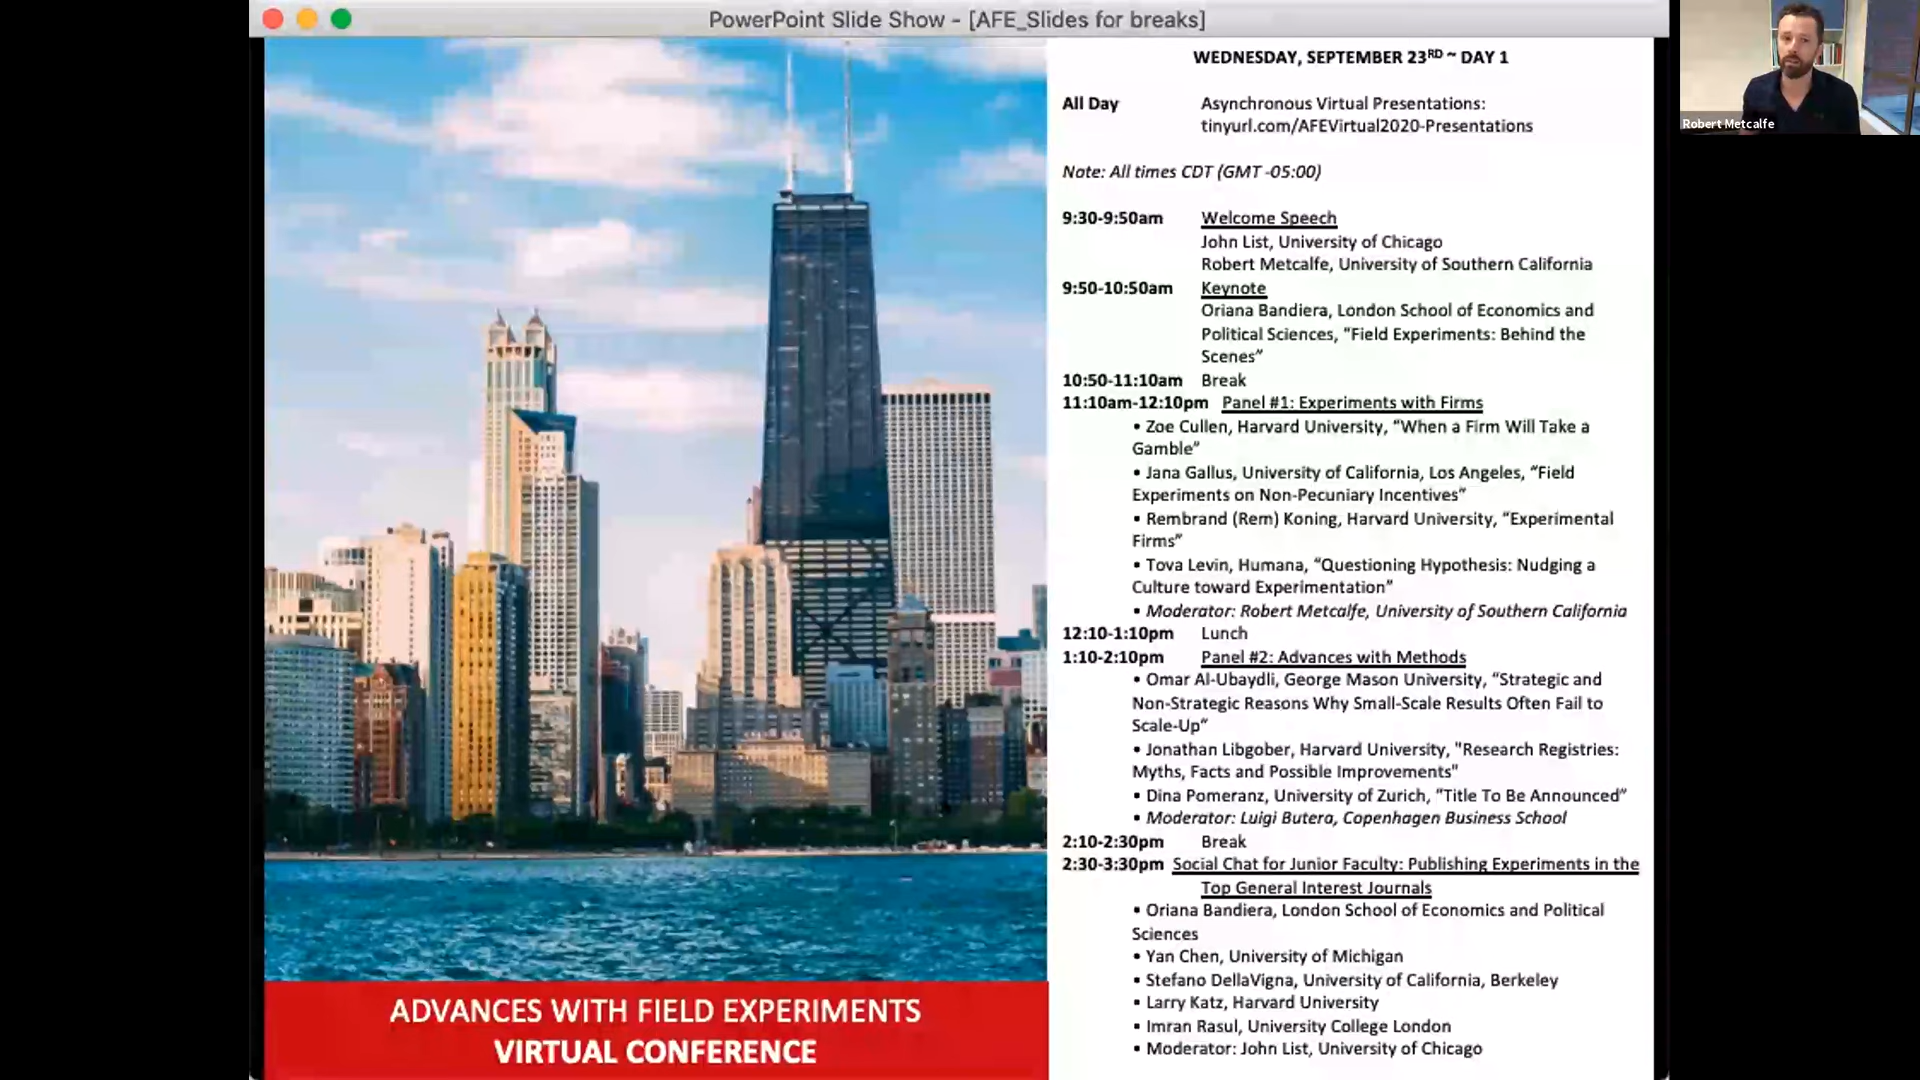 PowerPoint Slide Show - [AFE_Slides for breaks]
Robert Metcalfe
WEDNESDAY, SEPTEMBER 23RD ~ DAY 1
All Day Asynchronous Virtual Presentations:
tinyurl.com/AFEVirtual2020-Presentations
Note: All times CDT (GMT -05:00)
9:30-9:50am Welcome Speech
John List, University of Chicago
Robert Metcalfe, University of Southern California
9:50-10:50am Keynote
Oriana Bandiera, London School of Economics and
Political Sciences, “Field Experiments: Behind the
Scenes”
10:50-11:10am Break
11:10am-12:10pm Panel #1: Experiments with Firms
• Zoe Cullen, Harvard University, “When a Firm Will Take a
Gamble”
• Jana Gallus, University of California, Los Angeles, “Field
Experiments on Non-Pecuniary Incentives”
• Rembrand (Rem) Koning, Harvard University, “Experimental
Firms”
• Tova Levin, Humana, “Questioning Hypothesis: Nudging a
Culture toward Experimentation”
• Moderator: Robert Metcalfe, University of Southern California
12:10-1:10pm Lunch
1:10-2:10pm Panel #2: Advances with Methods
• Omar Al-Ubaydli, George Mason University, “Strategic and
Non-Strategic Reasons Why Small-Scale Results Often Fail to
Scale-Up“
• Jonathan Libgober, Harvard University, "Research Registries:
Myths, Facts and Possible Improvements"
• Dina Pomeranz, University of Zurich, “Title To Be Announced”
• Moderator: Luigi Butera, Copenhagen Business School
2:10-2:30pm Break
2:30-3:30pm Social Chat for Junior Faculty: Publishing Experiments in the
Top General Interest Journals
• Oriana Bandiera, London School of Economics and Political
Sciences
• Yan Chen, University of Michigan
• Stefano DellaVigna, University of California, Berkeley
• Larry Katz, Harvard University
• Imran Rasul, University College London
• Moderator: John List, University of Chicago
ADVANCES WITH FIELD EXPERIMENTS
VIRTUAL CONFERENCE